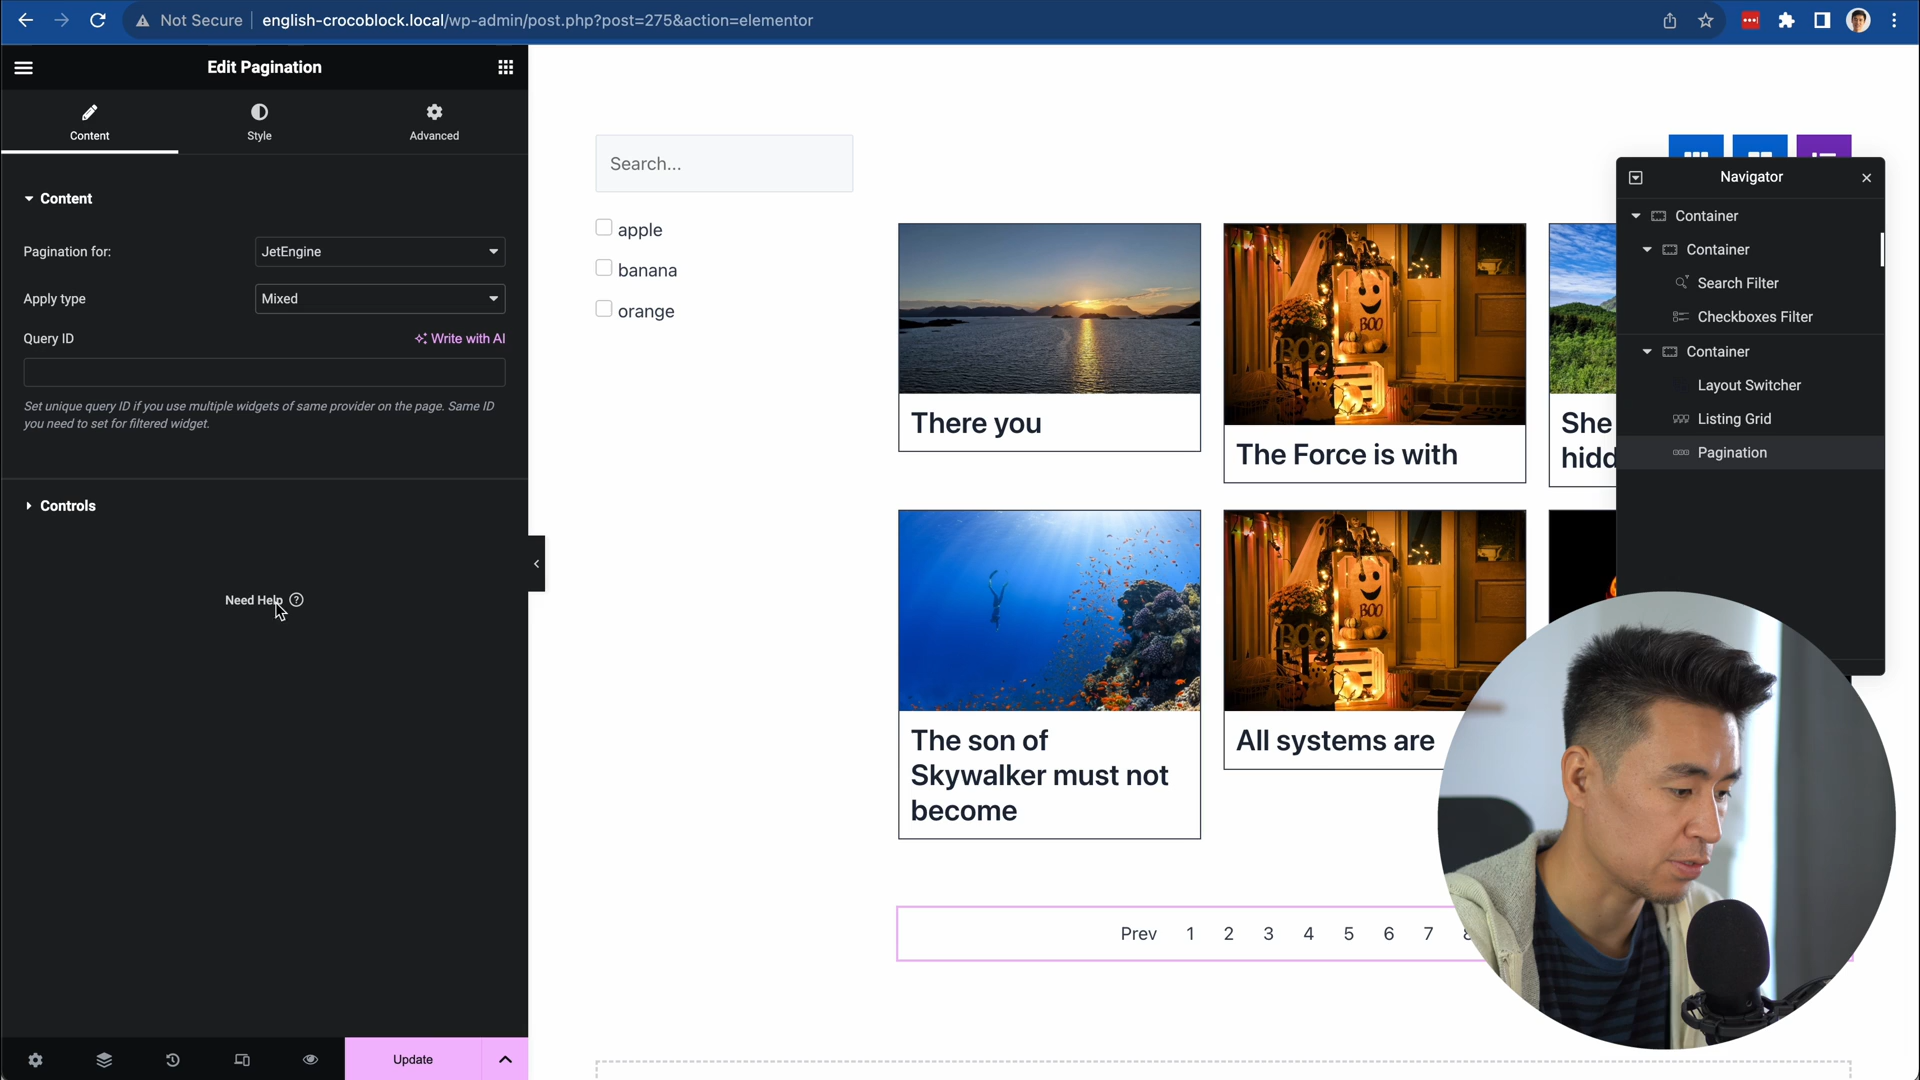 Not Secure
english-crocoblock.local/wp-admin/post.php?post=275&action=elementor
Edit Pagination
Content
Style
Advanced
Content
Pagination for:
JetEngine
Apply type
Mixed
Query ID
Write with AI
Set unique query ID if you use multiple widgets of same provider on the page. Same ID
you need to set for filtered widget.
Controls
Need Help
Update
Search...
apple
banana
orange
There you
The Force is with
She
hidd
The son of
Skywalker must not
become
All systems are
BOO
BOO
BOO
BOO
Prev 1 2 3 4 5 6 7 8
Navigator
Container
Container
Search Filter
Checkboxes Filter
Container
Layout Switcher
Listing Grid
Pagination